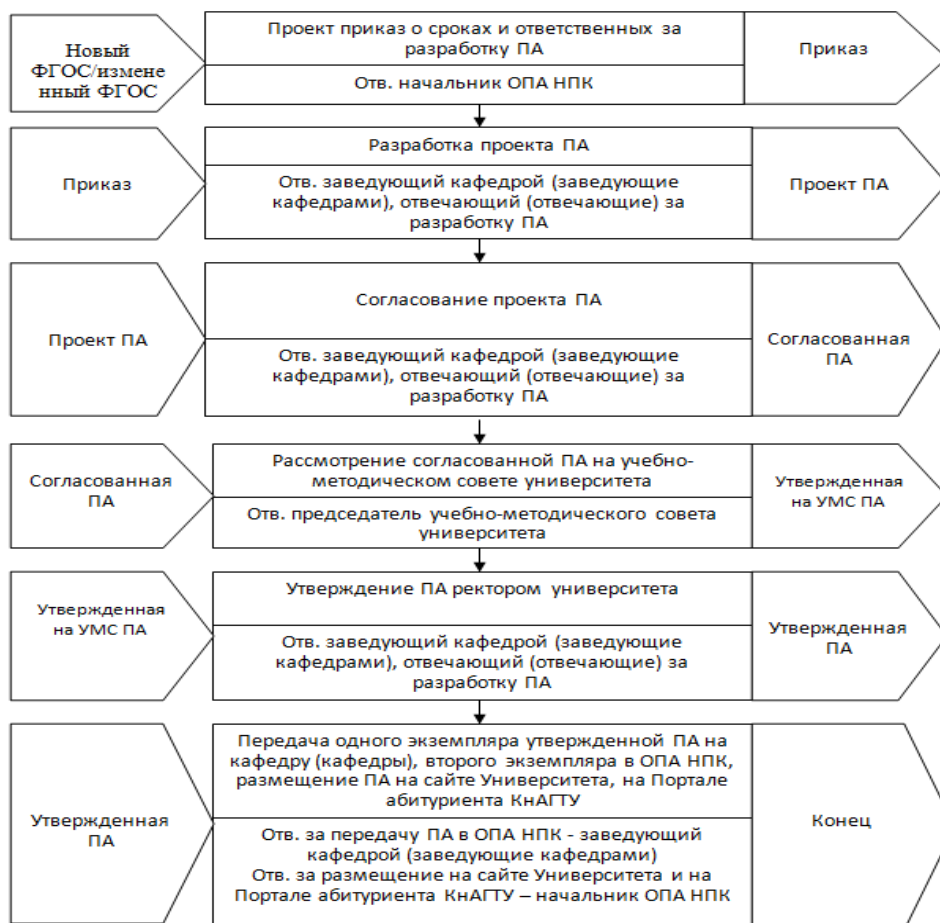 Новый
ФГОС/измене
нный ФГОС
Проект приказ о сроках и ответственных за
разработку ПА
Отв. начальник ОПА НПК
Приказ
Приказ
Разработка проекта ПА
Отв. заведующий кафедрой (заведующие
кафедрами), отвечающий (отвечающие) за
разработку ПА
Проект ПА
Проект ПА
Согласование проекта ПА
Отв. заведующий кафедрой (заведующие
кафедрами), отвечающий (отвечающие) за
разработку ПА
Согласованная
ПА
Согласованная
ПА
Рассмотрение согласованной ПА на учебно-
методическом совете университета
Отв. председатель учебно-методического совета
университета
Утвержденная
на УМС ПА
Утвержденная
на УМС ПА
Утверждение ПА ректором университета
Отв. заведующий кафедрой (заведующие
кафедрами), отвечающий (отвечающие) за
разработку ПА
Утвержденная
ПА
Утвержденная
ПА
Передача одного экземпляра утвержденной ПА на
кафедру (кафедры), второго экземпляра в ОПА НПК,
размещение ПА на сайте Университета, на Портале
абитуриента КнАГТУ
Отв. за передачу ПА в ОПА НПК - заведующий
кафедрой (заведующие кафедрами)
Отв. за размещение на сайте Университета и на
Портале абитуриента КнАГТУ – начальник ОПА НПК
Конец